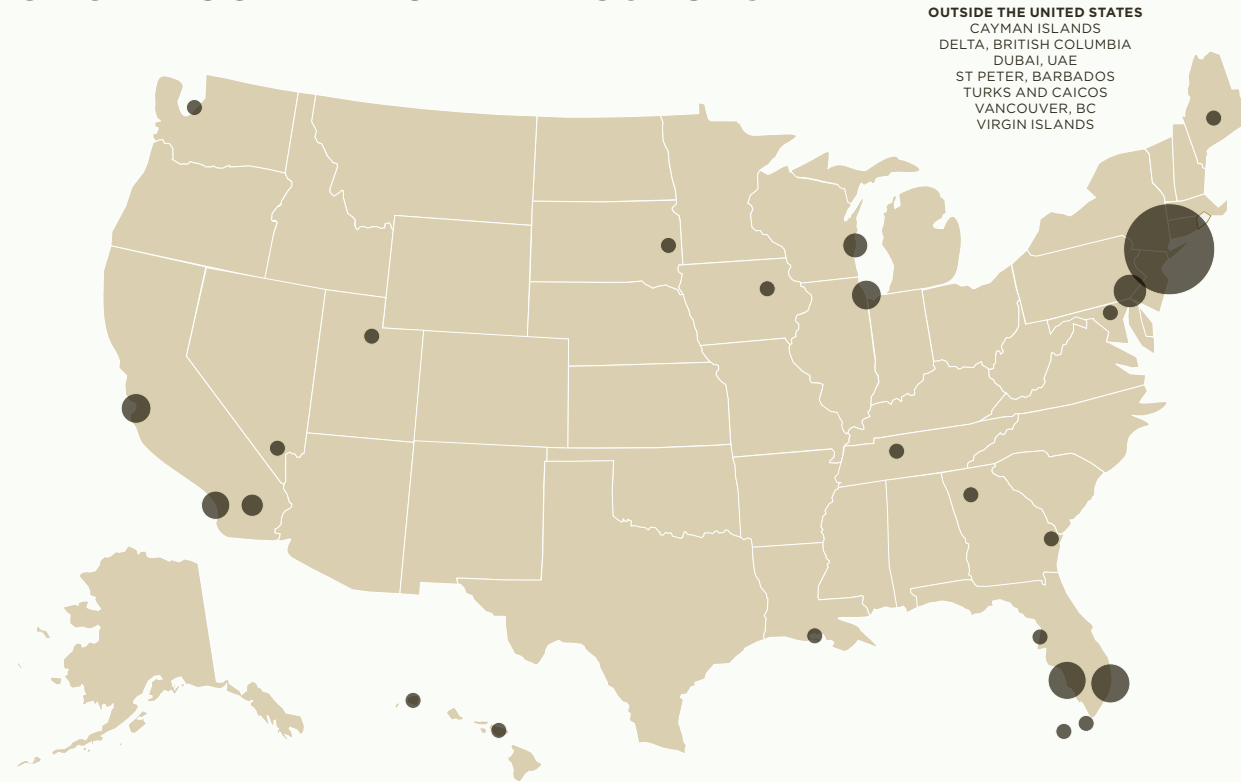 OUTSIDE THE UNITED STATES
CAYMAN ISLANDS
DELTA, BRITISH COLUMBIA
DUBAI, UAE
ST PETER, BARBADOS
TURKS AND CAICOS
VANCOUVER, BC
VIRGIN ISLANDS